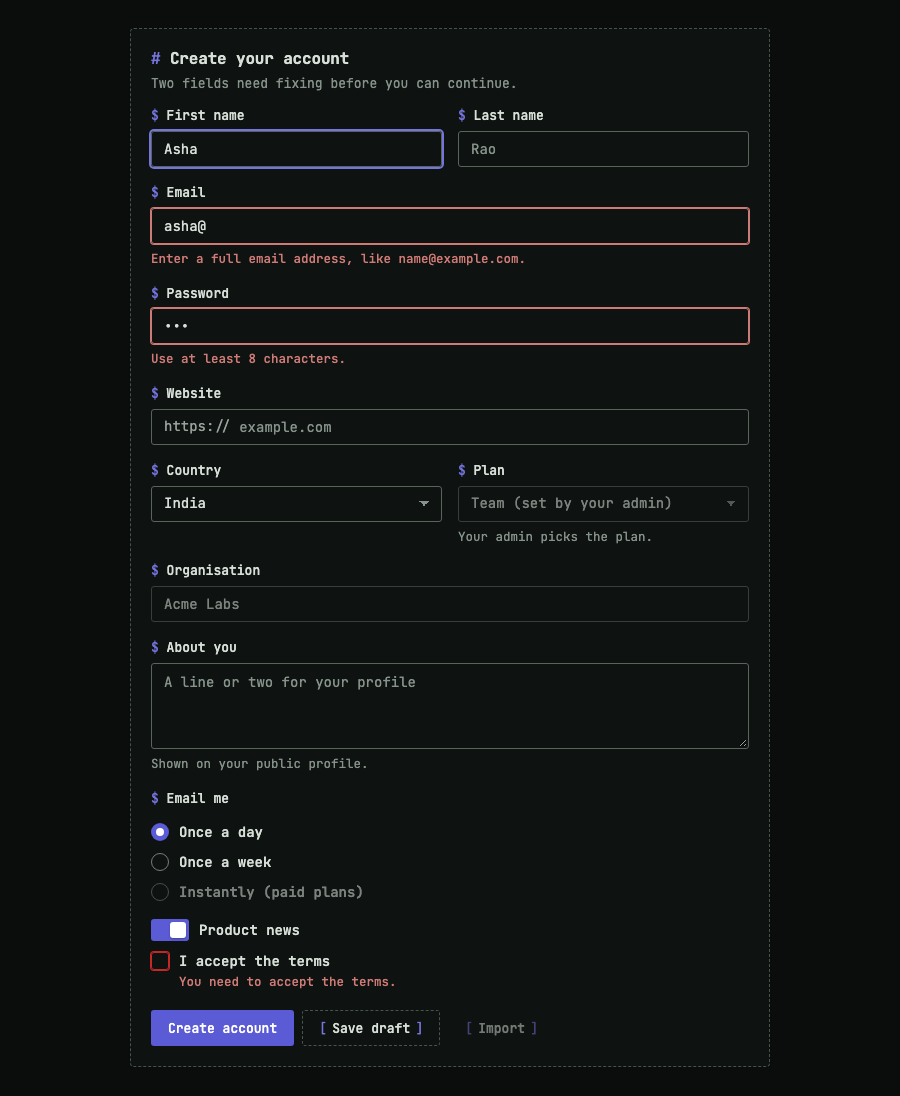 # Create your account
Two fields need fixing before you can continue.
$ First name
Asha
$ Last name
Rao
$ Email
asha@
Enter a full email address, like name@example.com.
$ Password
•••
Use at least 8 characters.
$ Website
https:// example.com
$ Country
India
$ Plan
Team (set by your admin)
Your admin picks the plan.
$ Organisation
Acme Labs
$ About you
A line or two for your profile
Shown on your public profile.
$ Email me
Once a day
Once a week
Instantly (paid plans)
Product news
I accept the terms
You need to accept the terms.
Create account [ Save draft ] [ Import ]